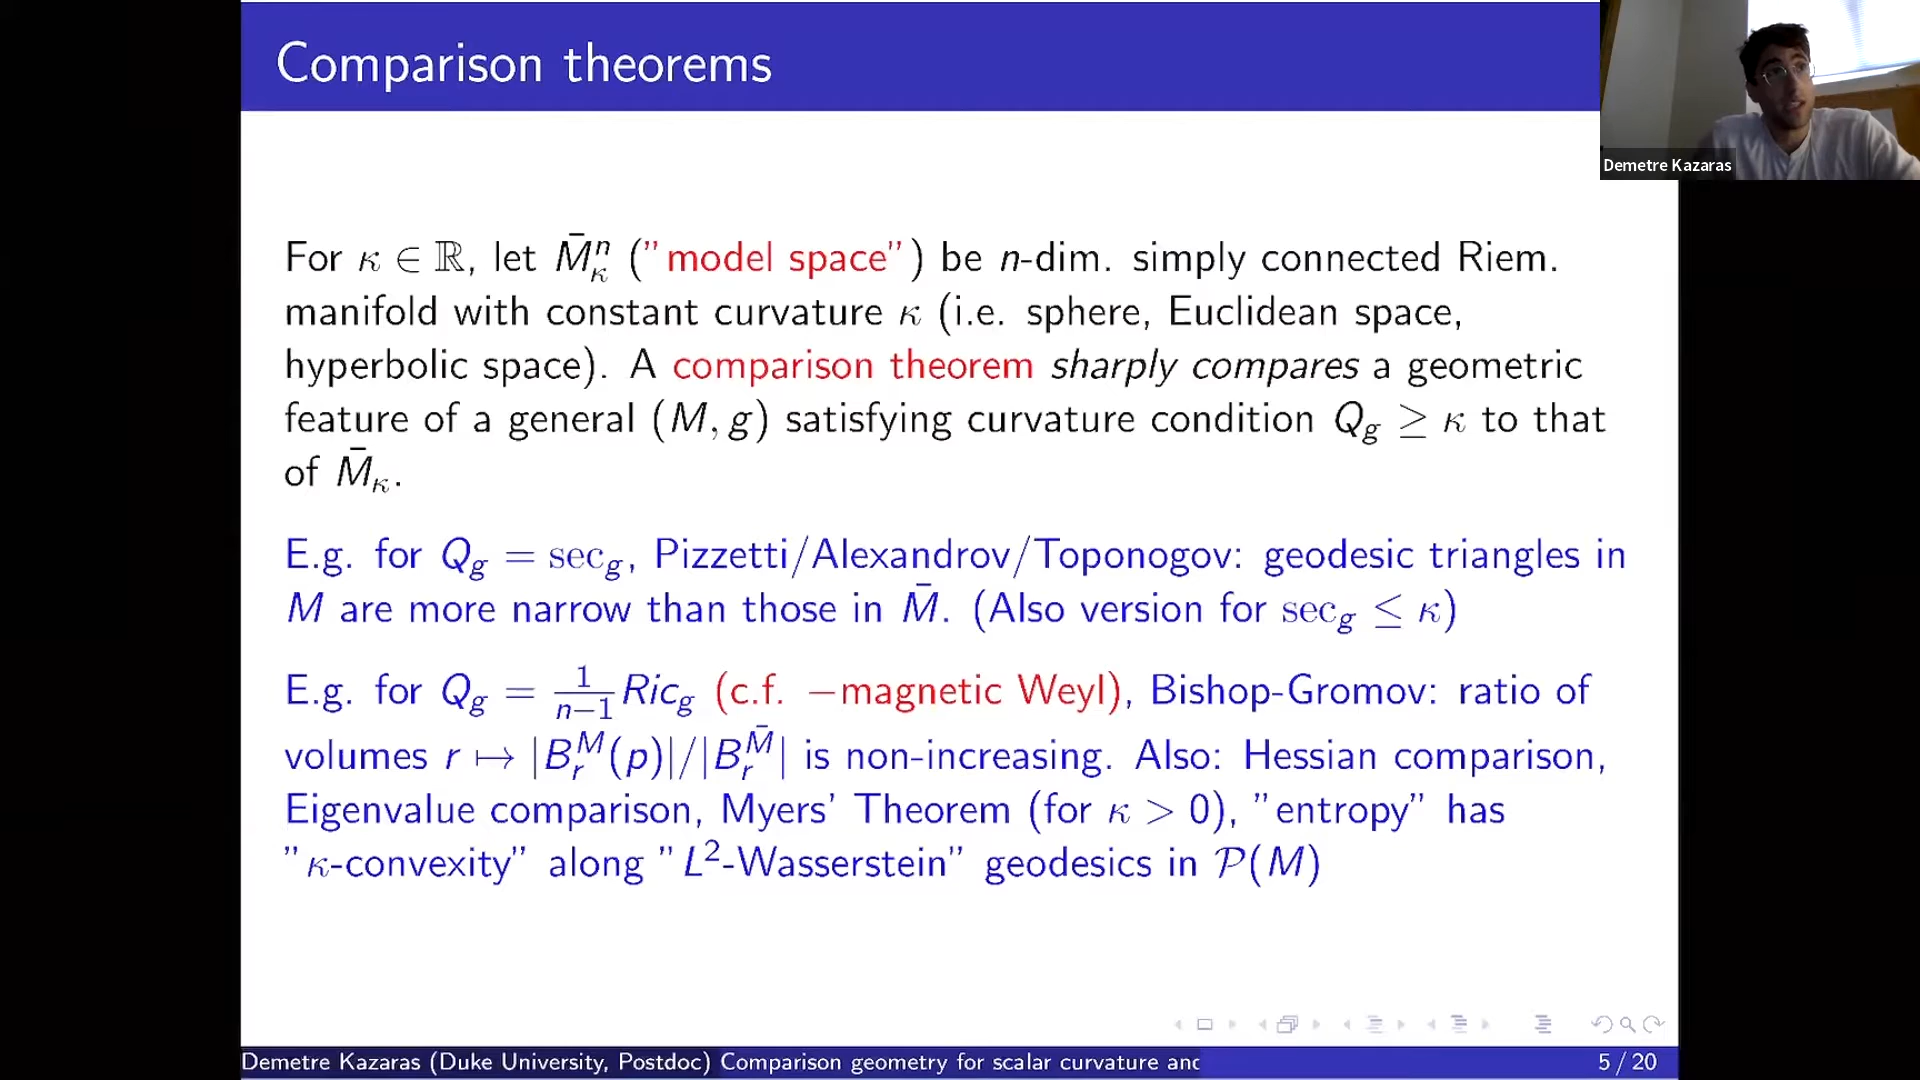 Comparison theorems
Demetre Kazaras
For κ ∈ ℝ, let M̄ⁿ_κ ("model space") be n-dim. simply connected Riem.
manifold with constant curvature κ (i.e. sphere, Euclidean space,
hyperbolic space). A comparison theorem sharply compares a geometric
feature of a general (M, g) satisfying curvature condition Q_g ≥ κ to that
of M̄_κ.
E.g. for Q_g = sec_g, Pizzetti/Alexandrov/Toponogov: geodesic triangles in
M are more narrow than those in M̄. (Also version for sec_g ≤ κ)
E.g. for Q_g = 1/(n−1) Ric_g (c.f. −magnetic Weyl), Bishop-Gromov: ratio of
volumes r ↦ |B_r^M(p)|/|B_r^M̄| is non-increasing. Also: Hessian comparison,
Eigenvalue comparison, Myers' Theorem (for κ > 0), "entropy" has
"κ-convexity" along "L²-Wasserstein" geodesics in 𝒫(M)
Demetre Kazaras (Duke University, Postdoc) Comparison geometry for scalar curvature and 5 / 20